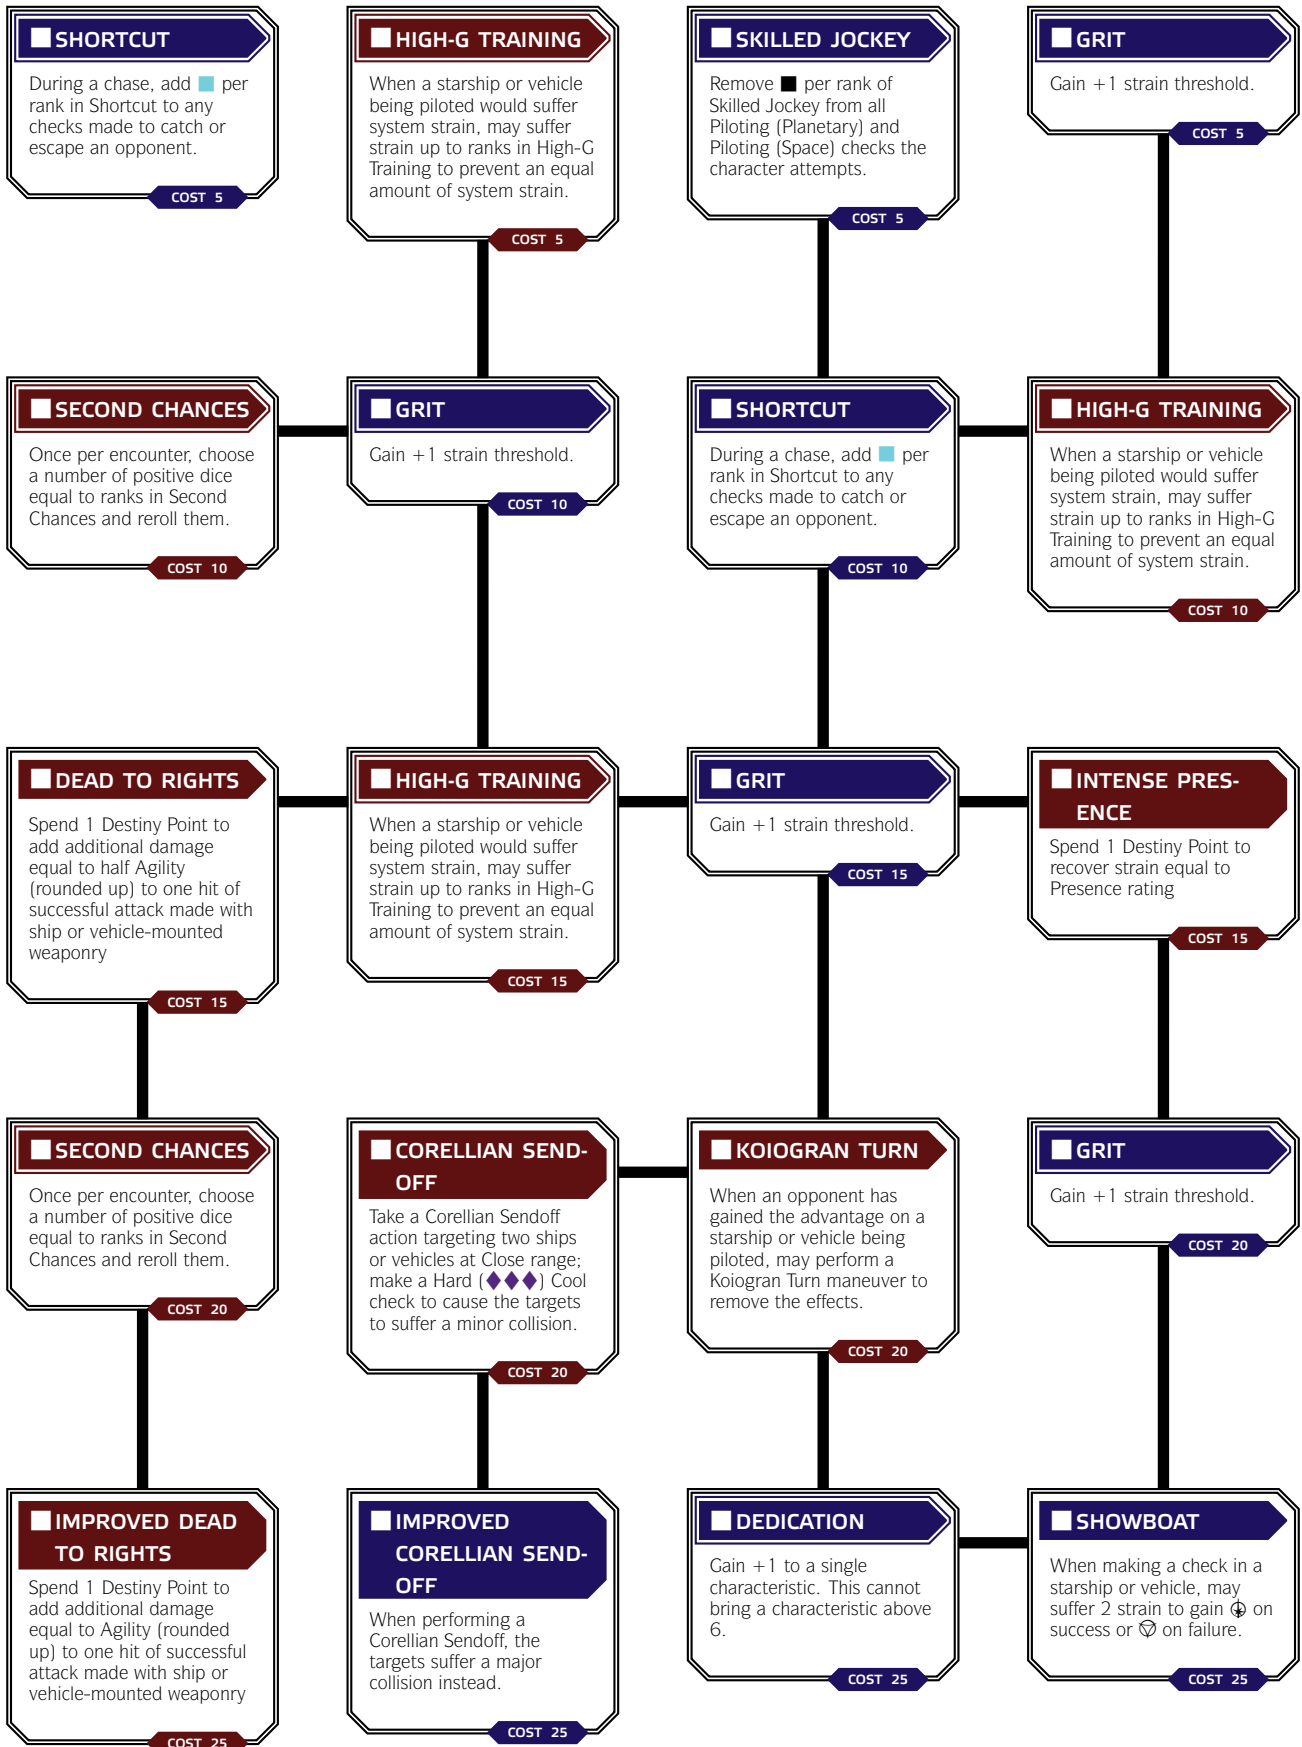 SHORTCUT
During a chase, add per
rank in Shortcut to any
checks made to catch or
escape an opponent.
COST 5
HIGH-G TRAINING
When a starship or vehicle
being piloted would suffer
system strain, may suffer
strain up to ranks in High-G
Training to prevent an equal
amount of system strain.
COST 5
SKILLED JOCKEY
Remove per rank of
Skilled Jockey from all
Piloting (Planetary) and
Piloting (Space) checks the
character attempts.
COST 5
GRIT
Gain +1 strain threshold.
COST 5
SECOND CHANCES
Once per encounter, choose
a number of positive dice
equal to ranks in Second
Chances and reroll them.
COST 10
GRIT
Gain +1 strain threshold.
COST 10
SHORTCUT
During a chase, add per
rank in Shortcut to any
checks made to catch or
escape an opponent.
COST 10
HIGH-G TRAINING
When a starship or vehicle
being piloted would suffer
system strain, may suffer
strain up to ranks in High-G
Training to prevent an equal
amount of system strain.
COST 10
DEAD TO RIGHTS
Spend 1 Destiny Point to
add additional damage
equal to half Agility
(rounded up) to one hit of
successful attack made with
ship or vehicle-mounted
weaponry
COST 15
HIGH-G TRAINING
When a starship or vehicle
being piloted would suffer
system strain, may suffer
strain up to ranks in High-G
Training to prevent an equal
amount of system strain.
COST 15
GRIT
Gain +1 strain threshold.
COST 15
INTENSE PRES-
ENCE
Spend 1 Destiny Point to
recover strain equal to
Presence rating
COST 15
SECOND CHANCES
Once per encounter, choose
a number of positive dice
equal to ranks in Second
Chances and reroll them.
COST 20
CORELLIAN SEND-
OFF
Take a Corellian Sendoff
action targeting two ships
or vehicles at Close range;
make a Hard (♦♦♦) Cool
check to cause the targets
to suffer a minor collision.
COST 20
KOIOGRAN TURN
When an opponent has
gained the advantage on a
starship or vehicle being
piloted, may perform a
Koiogran Turn maneuver to
remove the effects.
COST 20
GRIT
Gain +1 strain threshold.
COST 20
IMPROVED DEAD
TO RIGHTS
Spend 1 Destiny Point to
add additional damage
equal to Agility (rounded
up) to one hit of successful
attack made with ship or
vehicle-mounted weaponry
COST 25
IMPROVED
CORELLIAN SEND-
OFF
When performing a
Corellian Sendoff, the
targets suffer a major
collision instead.
COST 25
DEDICATION
Gain +1 to a single
characteristic. This cannot
bring a characteristic above
6.
COST 25
SHOWBOAT
When making a check in a
starship or vehicle, may
suffer 2 strain to gain on
success or on failure.
COST 25